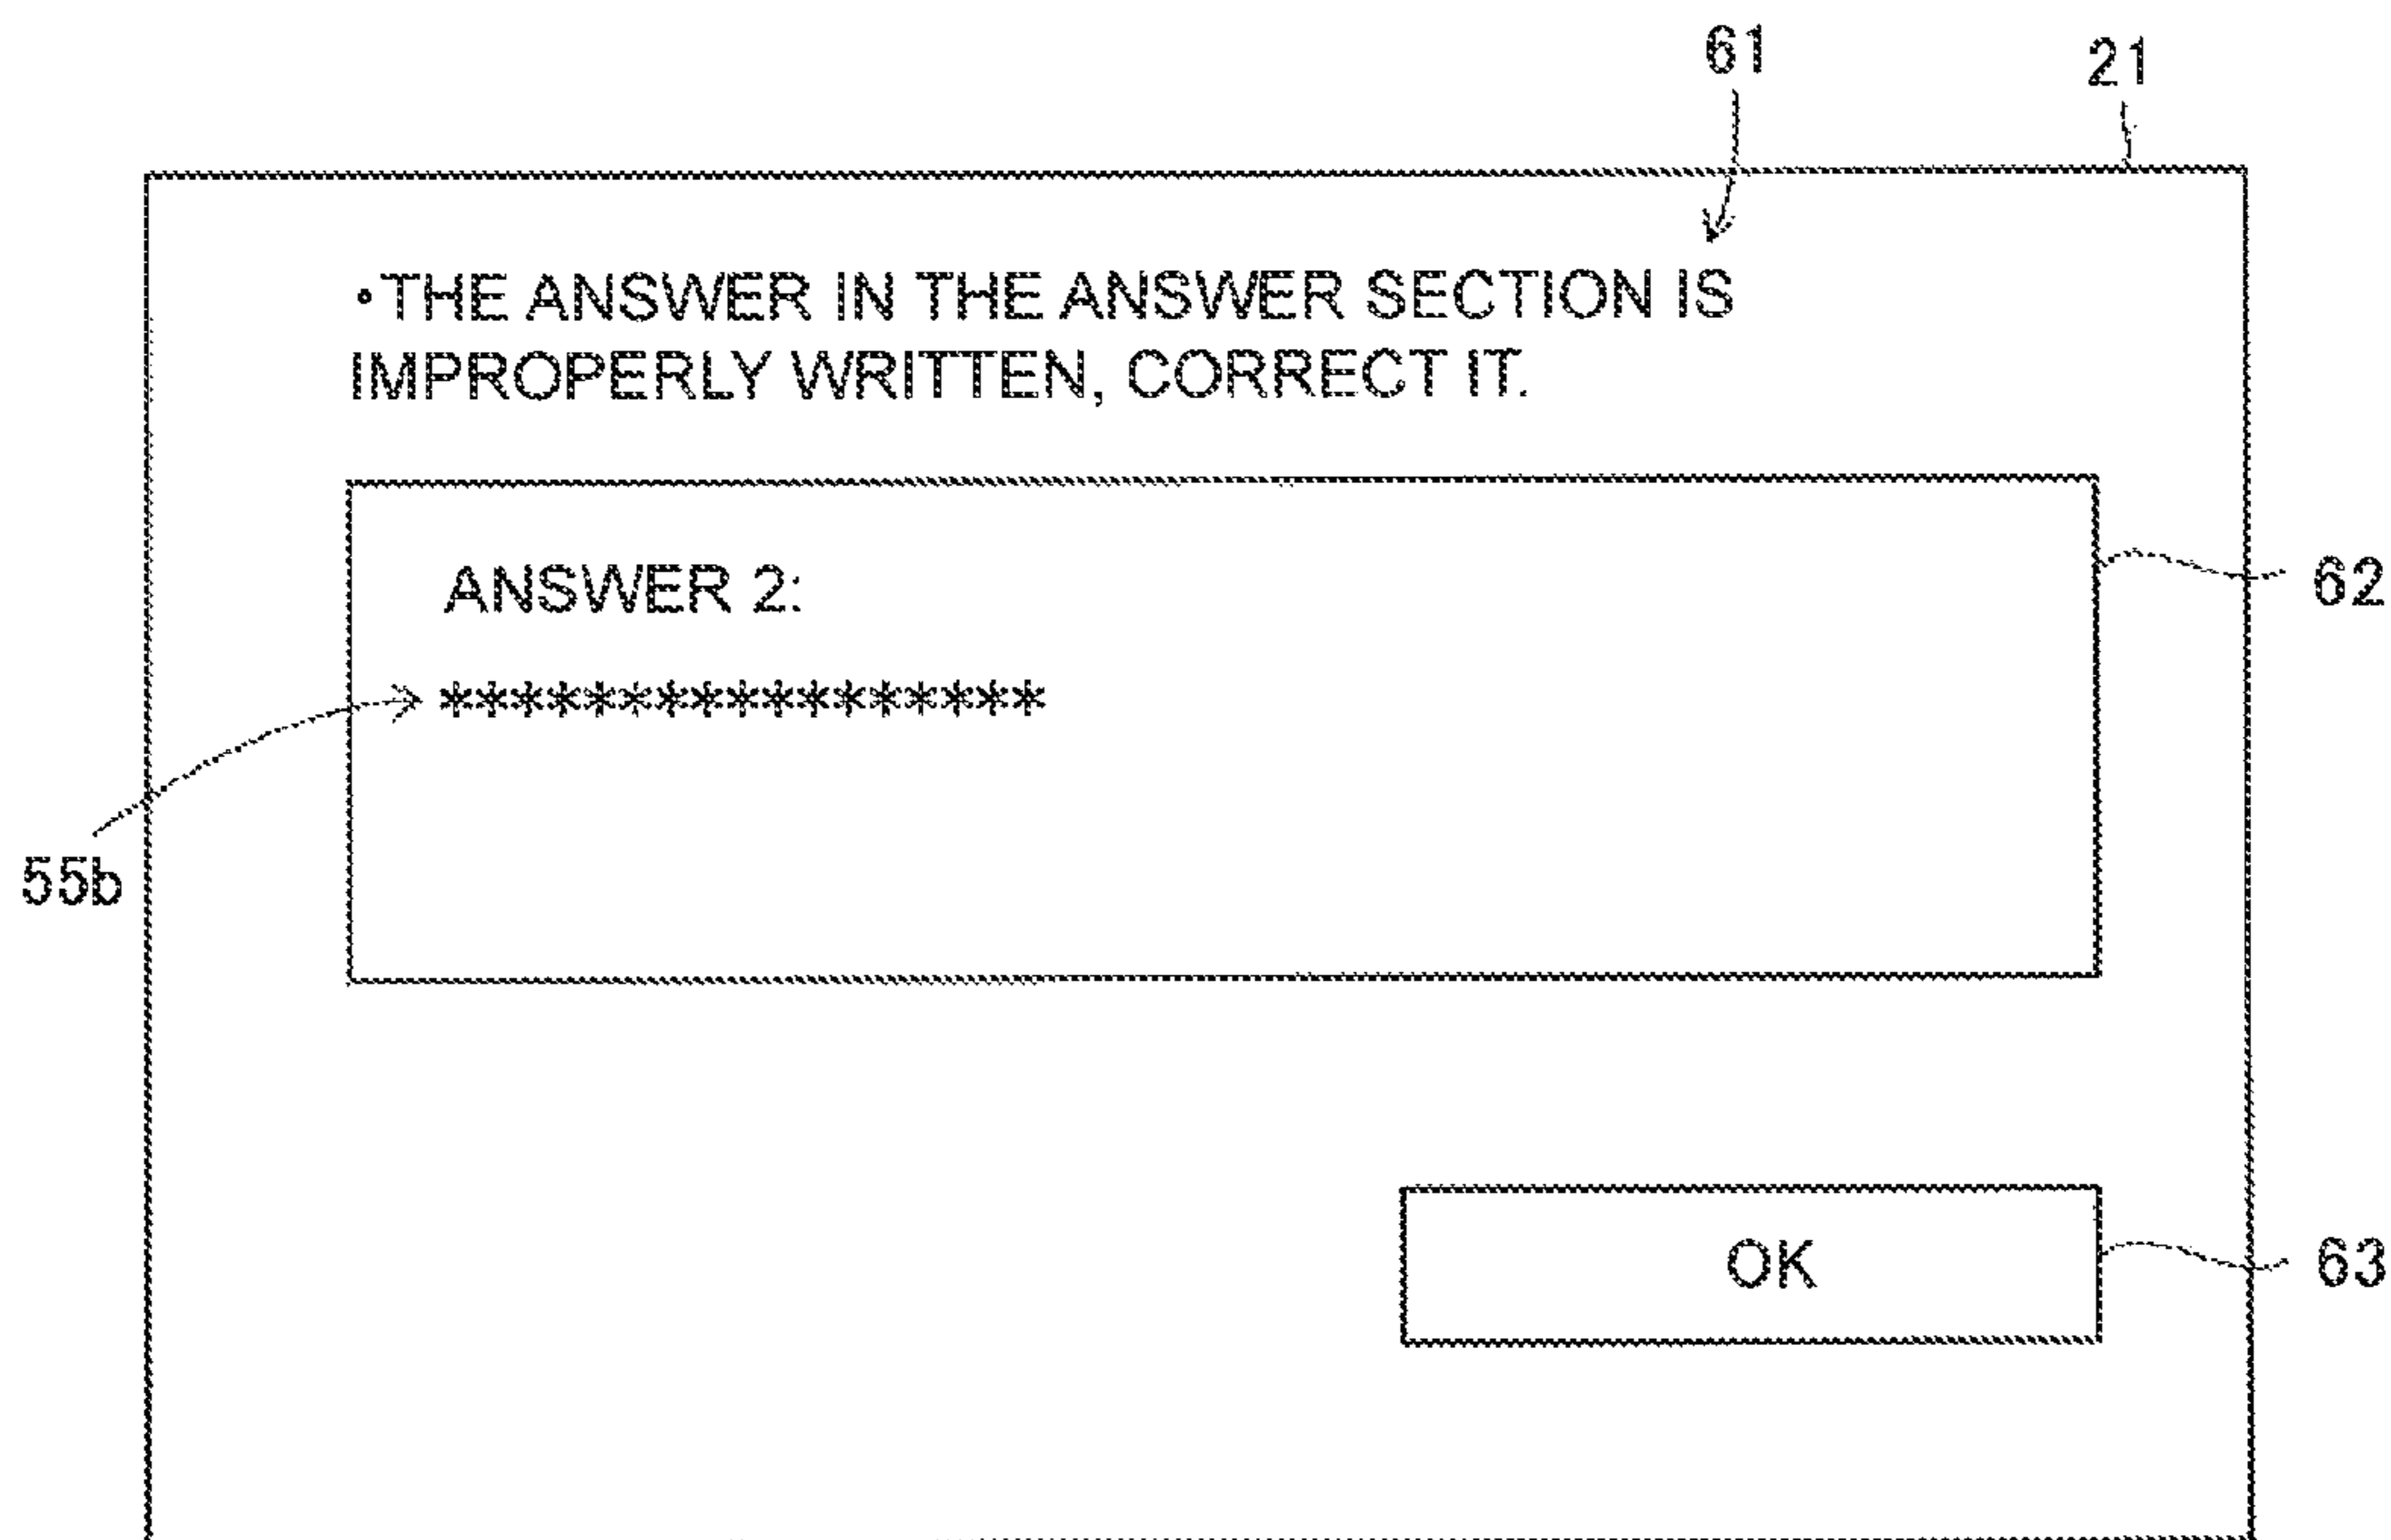 61
21
•THE ANSWER IN THE ANSWER SECTION IS
IMPROPERLY WRITTEN, CORRECT IT.
ANSWER 2:
62
*****************
55b
OK
63